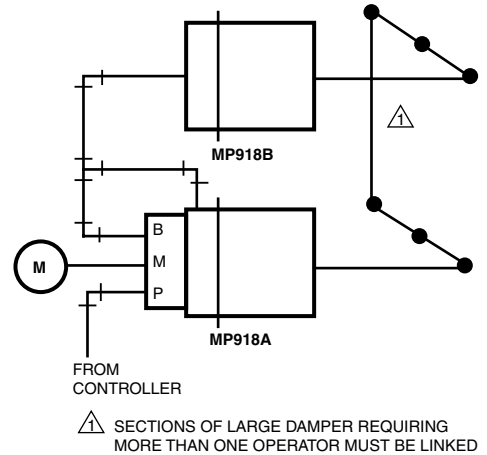 MP918B
1
B
M
M
P
MP918A
FROM
CONTROLLER
1 SECTIONS OF LARGE DAMPER REQUIRING
MORE THAN ONE OPERATOR MUST BE LINKED